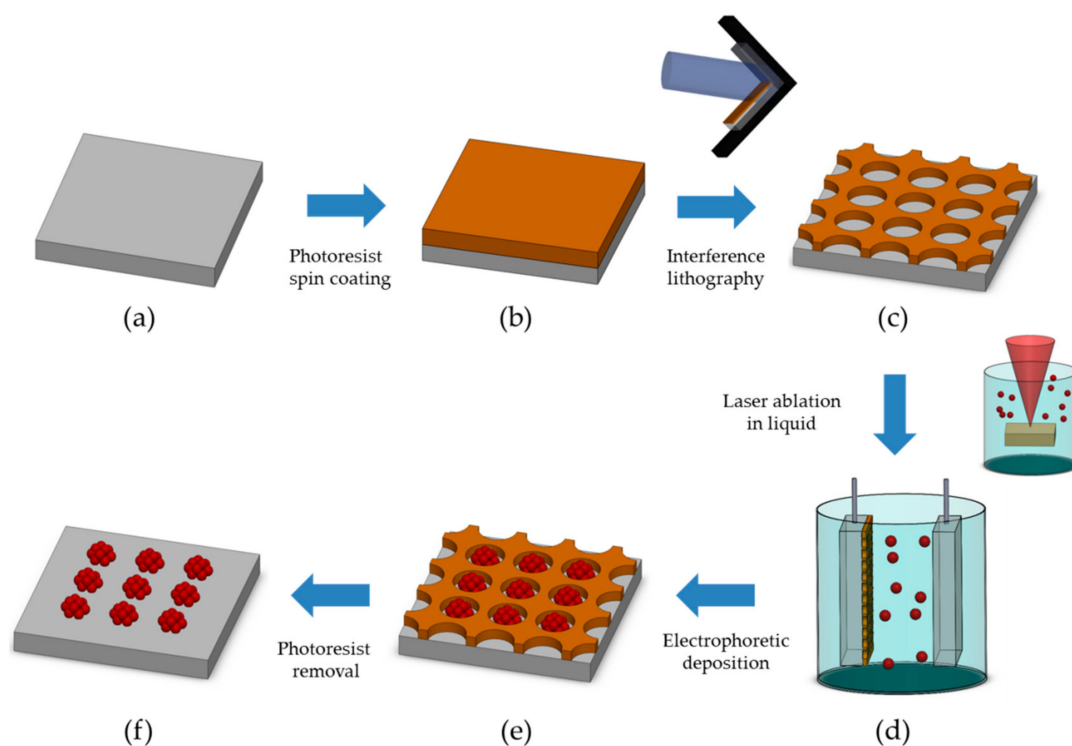 Photoresist
spin coating
Interference
lithography
(a)
(b)
(c)
Laser ablation
in liquid
Photoresist
removal
Electrophoretic
deposition
(f)
(e)
(d)